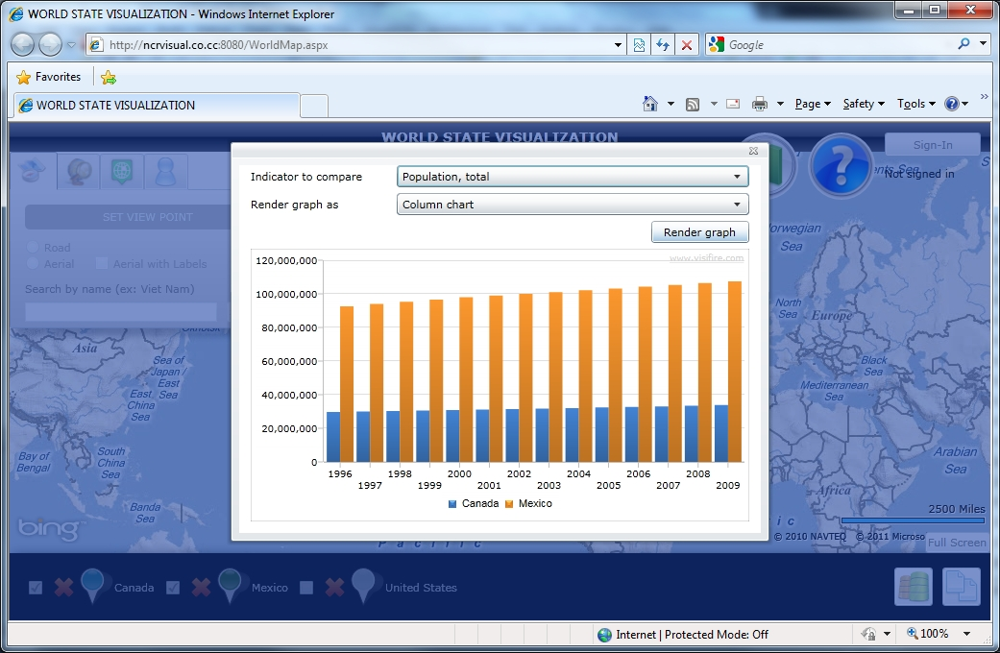 WORLD STATE VISUALIZATION - Windows Internet Explorer
http://ncrvisual.co.cc:8080/WorldMap.aspx
Google
Favorites
WORLD STATE VISUALIZATION
Page Safety Tools
WORLD STATE VISUALIZATION
Sign-In
Not signed in
SET VIEW POINT
Road
Aerial Aerial with Labels
Search by name (ex: Viet Nam)
Indicator to compare Population, total
Render graph as Column chart
Render graph
www.visifire.com
120,000,000
100,000,000
80,000,000
60,000,000
40,000,000
20,000,000
0
1996 1998 2000 2002 2004 2006 2008
1997 1999 2001 2003 2005 2007 2009
Canada Mexico
Asia
Sea of
Japan /
East
Sea
East
China
Sea
South
China
Sea
Bay of
Bengal
Banda
Sea
Norwegian
Sea
North
Sea
Europe
Black
Sea
Mediterranean
Sea
Arabian
Sea
Africa
2500 Miles
bing
© 2010 NAVTEQ © 2011 Microso
Full Screen
Pacific
Canada Mexico United States
Internet | Protected Mode: Off
100%